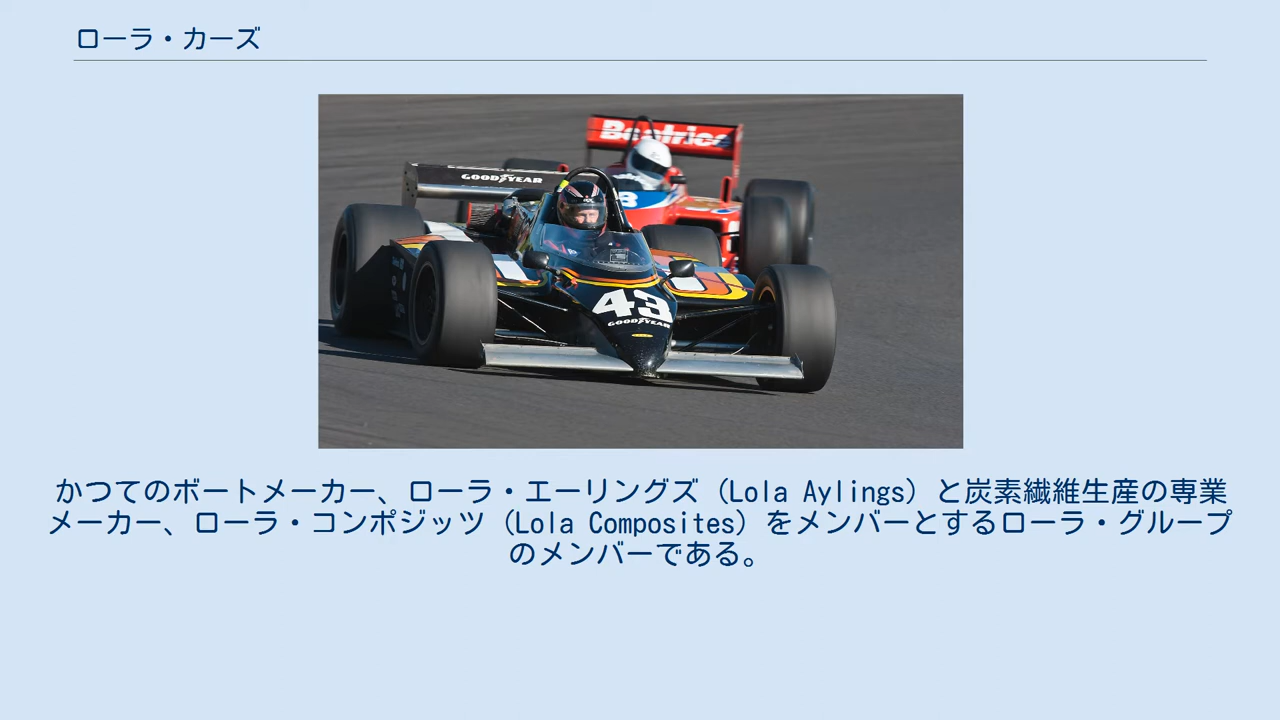 ローラ・カーズ
Beatrice
GOODYEAR
43
GOODYEAR
かつてのボートメーカー、ローラ・エーリングズ（Lola Aylings）と炭素繊維生産の専業
メーカー、ローラ・コンポジッツ（Lola Composites）をメンバーとするローラ・グループ
のメンバーである。